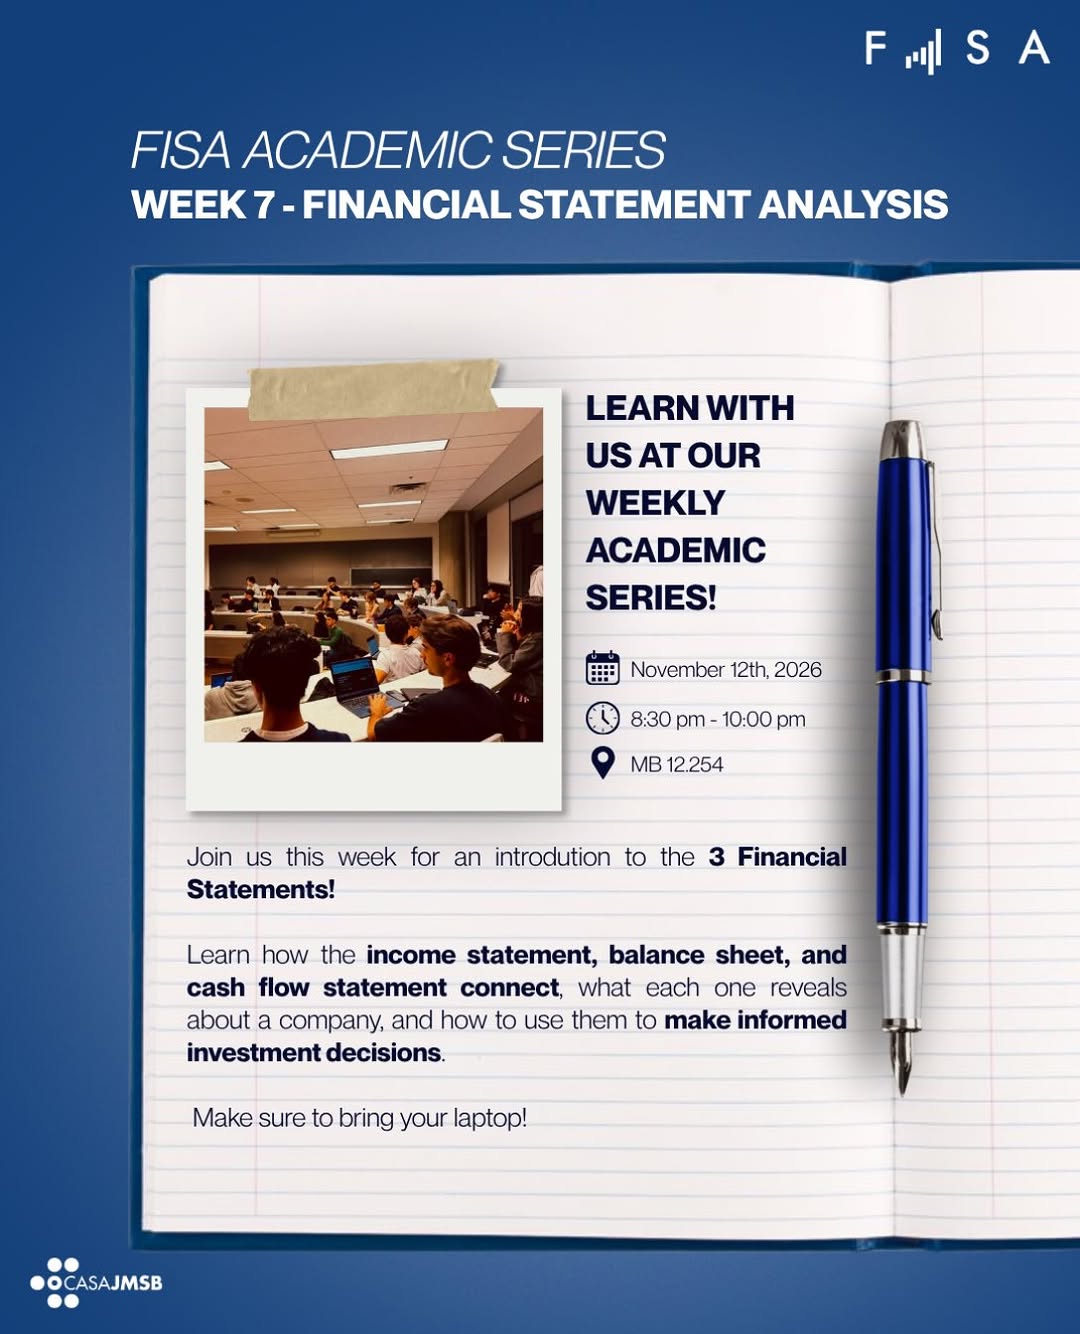 F I S A
FISA ACADEMIC SERIES
WEEK 7 - FINANCIAL STATEMENT ANALYSIS
LEARN WITH
US AT OUR
WEEKLY
ACADEMIC
SERIES!
November 12th, 2026
8:30 pm - 10:00 pm
MB 12.254
Join us this week for an introdution to the 3 Financial
Statements!
Learn how the income statement, balance sheet, and
cash flow statement connect, what each one reveals
about a company, and how to use them to make informed
investment decisions.
Make sure to bring your laptop!
CASAJMSB